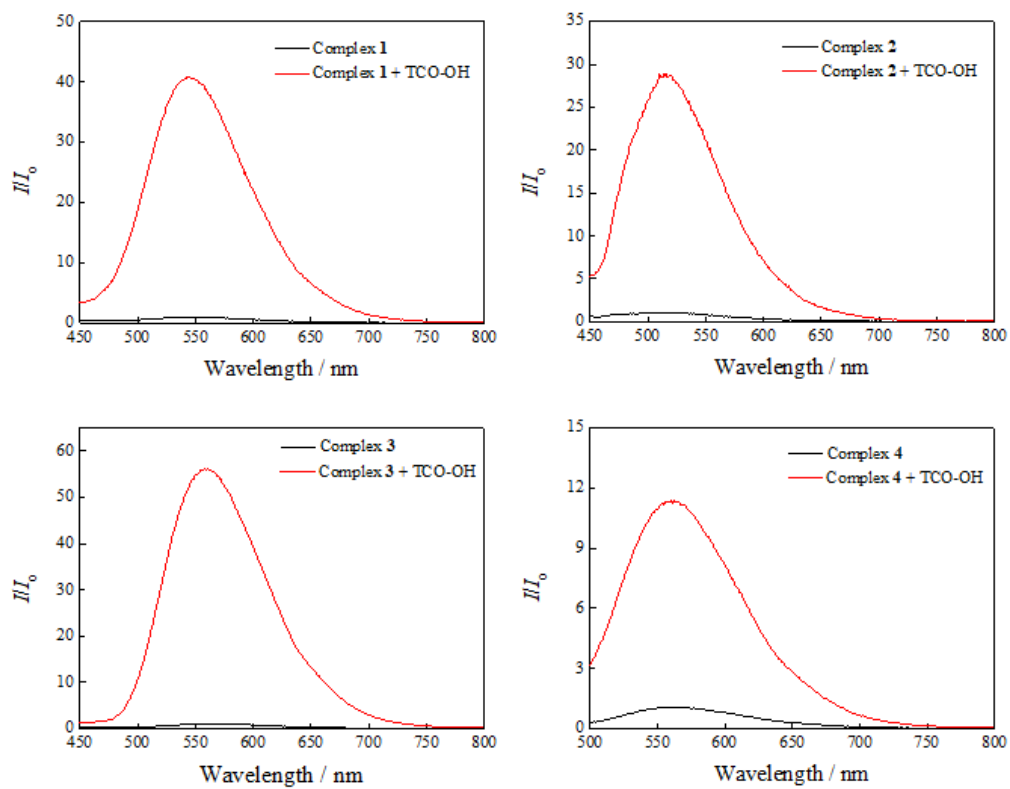 50
40
30
20
10
0
I/Io
Complex 1
Complex 1 + TCO-OH
450 500 550 600 650 700 750 800
Wavelength / nm
35
30
25
20
15
10
5
0
I/Io
Complex 2
Complex 2 + TCO-OH
450 500 550 600 650 700 750 800
Wavelength / nm
60
50
40
30
20
10
0
I/Io
Complex 3
Complex 3 + TCO-OH
450 500 550 600 650 700 750 800
Wavelength / nm
15
12
9
6
3
0
I/Io
Complex 4
Complex 4 + TCO-OH
500 550 600 650 700 750 800
Wavelength / nm